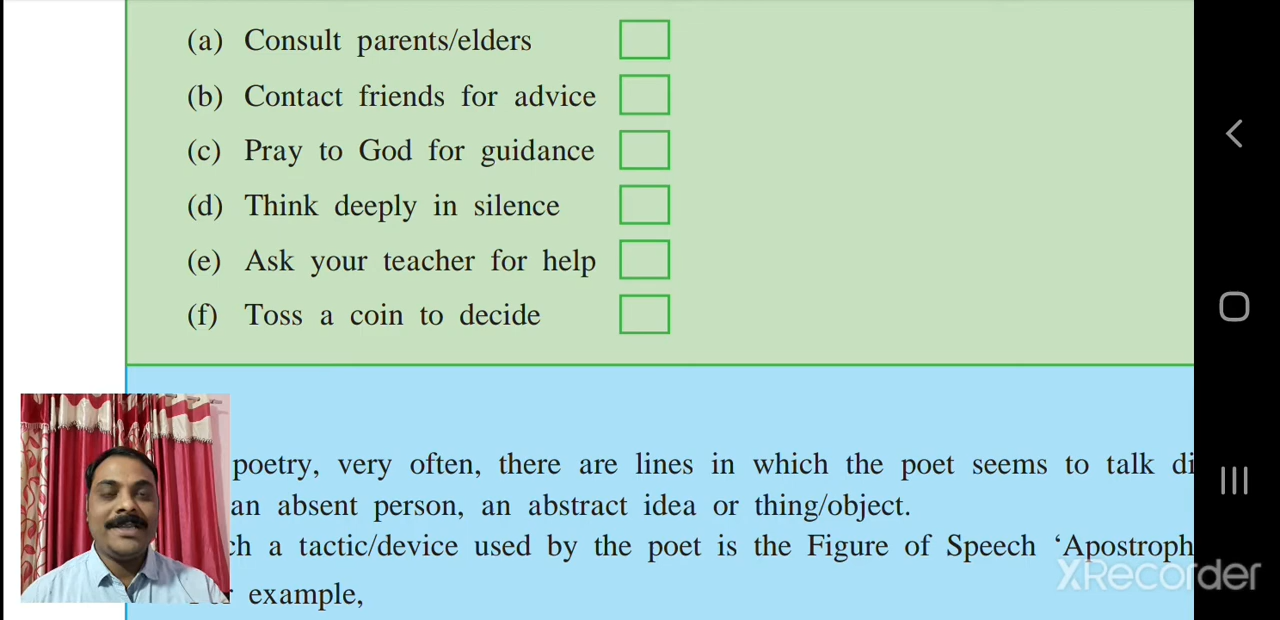 (a) Consult parents/elders
(b) Contact friends for advice
(c) Pray to God for guidance
(d) Think deeply in silence
(e) Ask your teacher for help
(f) Toss a coin to decide
poetry, very often, there are lines in which the poet seems to talk di
an absent person, an abstract idea or thing/object.
ch a tactic/device used by the poet is the Figure of Speech ‘Apostroph
example,
XRecorder